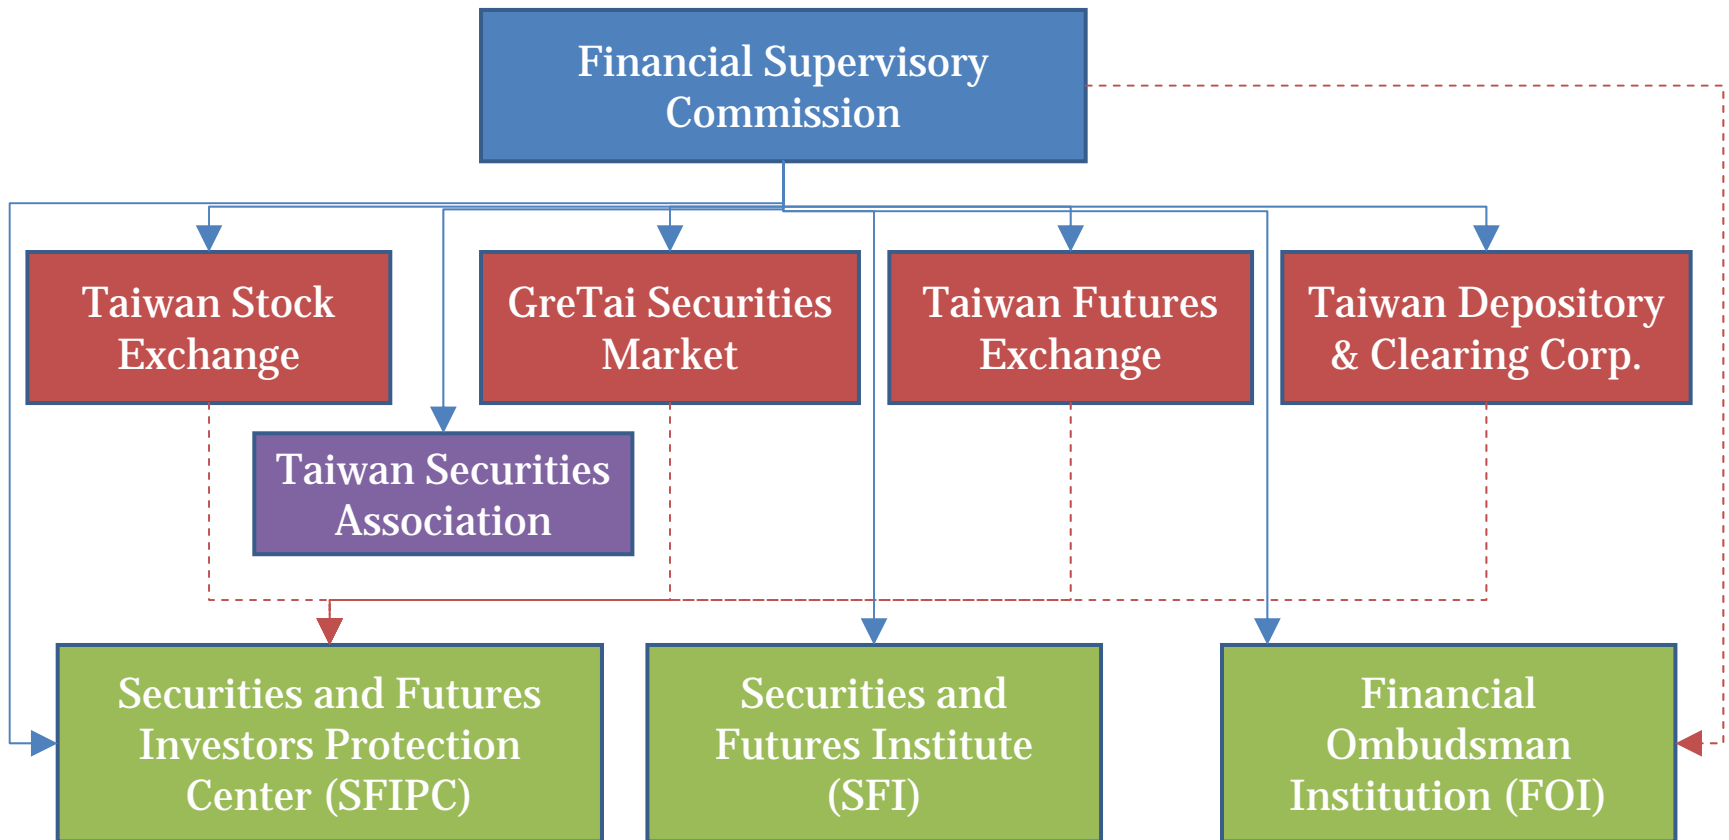 Financial Supervisory
Commission
Taiwan Stock
Exchange
GreTai Securities
Market
Taiwan Futures
Exchange
Taiwan Depository
& Clearing Corp.
Taiwan Securities
Association
Securities and Futures
Investors Protection
Center (SFIPC)
Securities and
Futures Institute
(SFI)
Financial
Ombudsman
Institution (FOI)